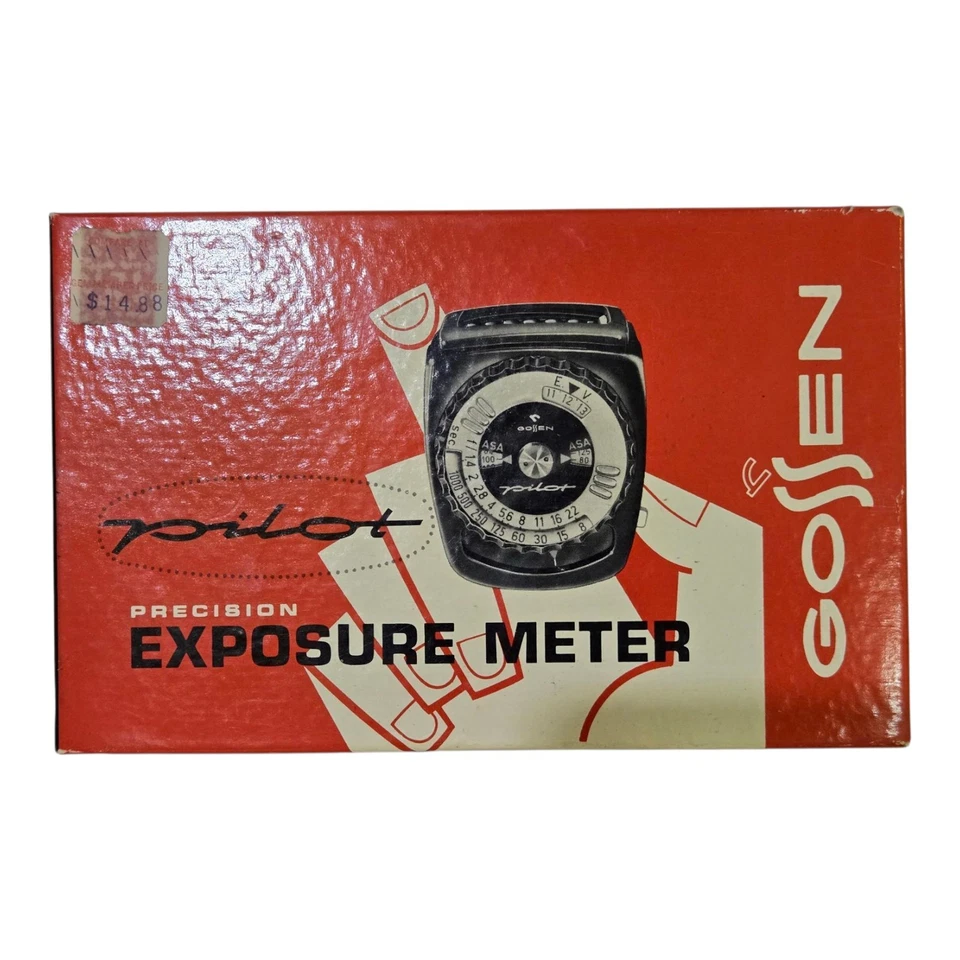 $14.88
E. V
11 12 13
GOSSEN
sec.
ASA
100
ASA
125
80
1 1.4 2 2.8 4 5.6 8 11 16 22
1000 500 250 125 60 30 15 8
pilot
pilot
PRECISION
EXPOSURE METER
GOSSEN